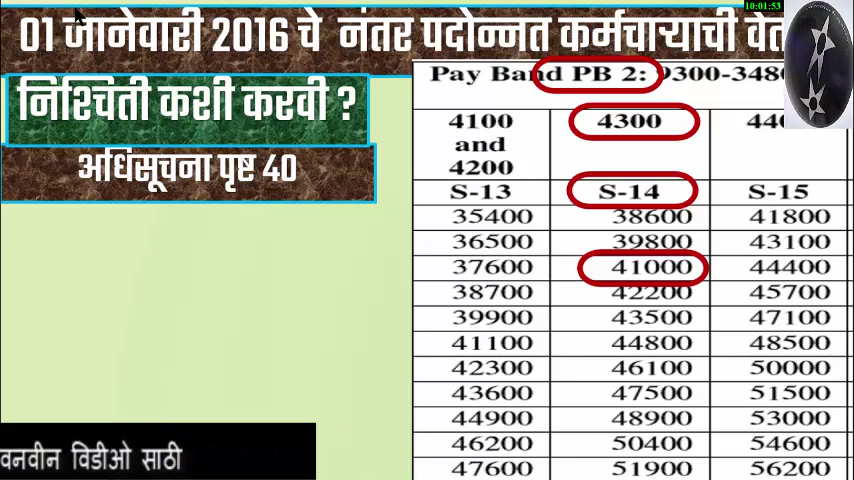 10:01:53
01 जानेवारी 2016 चे नंतर पदोन्नत कर्मचाऱ्याची
निश्चिती कशी करवी ?
अधिसूचना पृष्ट 40
Pay Band PB 2:
4100 and 4200 4300
S-13 S-14 S-15
35400 38600 41800
36500 39800 43100
37600 41000 44400
38700 42200 45700
39900 43500 47100
41100 44800 48500
42300 46100 50000
43600 47500 51500
44900 48900 53000
46200 50400 54600
47600 51900 56200
विडीओ साठी